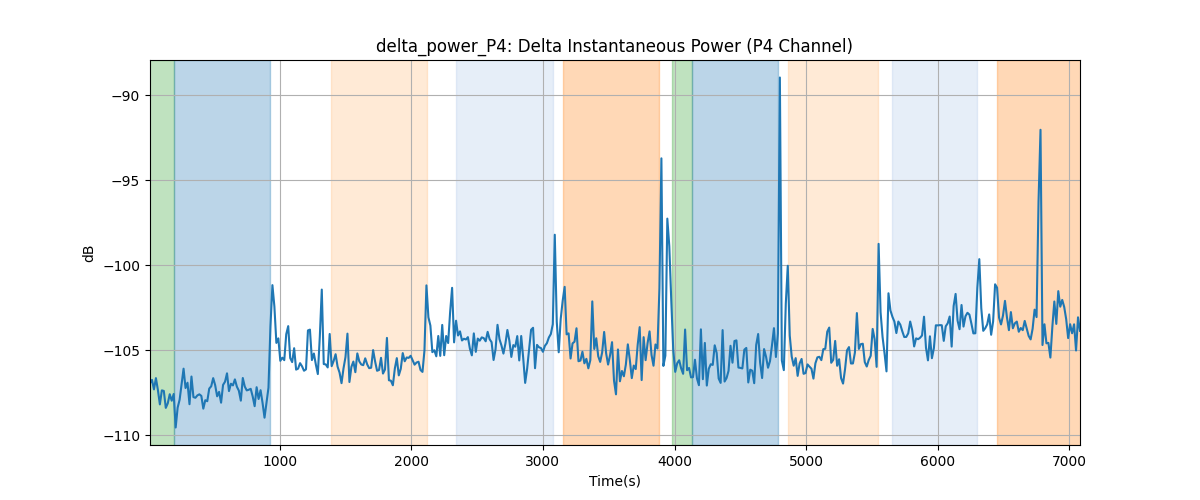 delta_power_P4: Delta Instantaneous Power (P4 Channel)
−90
−95
−100
−105
−110
dB
1000 2000 3000 4000 5000 6000 7000
Time(s)